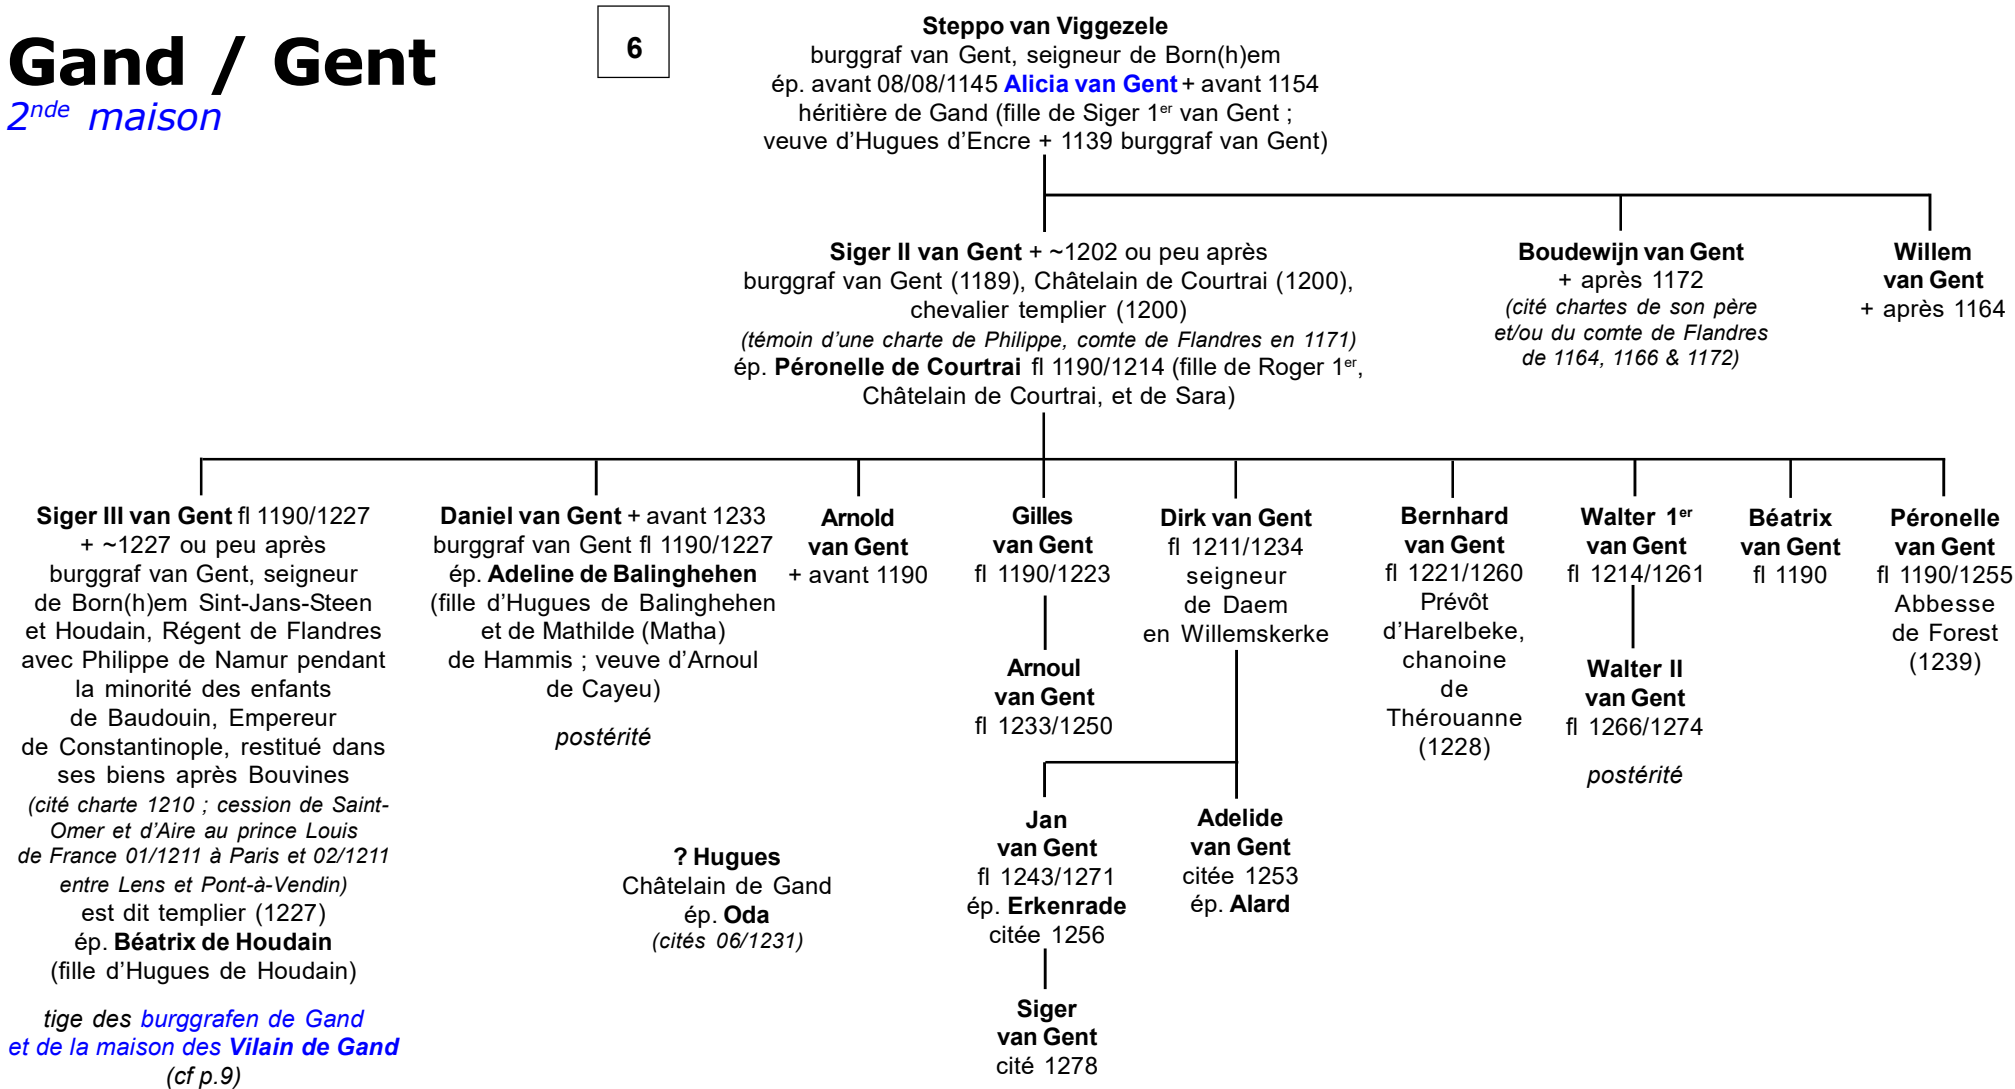 Gand / Gent
2nde maison
6
Steppo van Viggezele
burggraf van Gent, seigneur de Born(h)em
ép. avant 08/08/1145 Alicia van Gent + avant 1154
héritière de Gand (fille de Siger 1er van Gent ;
veuve d’Hugues d’Encre + 1139 burggraf van Gent)
Siger II van Gent + ~1202 ou peu après
burggraf van Gent (1189), Châtelain de Courtrai (1200),
chevalier templier (1200)
(témoin d’une charte de Philippe, comte de Flandres en 1171)
ép. Péronelle de Courtrai fl 1190/1214 (fille de Roger 1er,
Châtelain de Courtrai, et de Sara)
Boudewijn van Gent
+ après 1172
(cité chartes de son père
et/ou du comte de Flandres
de 1164, 1166 & 1172)
Willem
van Gent
+ après 1164
Siger III van Gent fl 1190/1227
+ ~1227 ou peu après
burggraf van Gent, seigneur
de Born(h)em Sint-Jans-Steen
et Houdain, Régent de Flandres
avec Philippe de Namur pendant
la minorité des enfants
de Baudouin, Empereur
de Constantinople, restitué dans
ses biens après Bouvines
(cité charte 1210 ; cession de Saint-
Omer et d’Aire au prince Louis
de France 01/1211 à Paris et 02/1211
entre Lens et Pont-à-Vendin)
est dit templier (1227)
ép. Béatrix de Houdain
(fille d’Hugues de Houdain)
tige des burggrafen de Gand
et de la maison des Vilain de Gand
(cf p.9)
Daniel van Gent + avant 1233
burggraf van Gent fl 1190/1227
ép. Adeline de Balinghehen
(fille d’Hugues de Balinghehen
et de Mathilde (Matha)
de Hammis ; veuve d’Arnoul
de Cayeu)
postérité
Arnold
van Gent
+ avant 1190
Gilles
van Gent
fl 1190/1223
Arnoul
van Gent
fl 1233/1250
Dirk van Gent
fl 1211/1234
seigneur
de Daem
en Willemskerke
Bernhard
van Gent
fl 1221/1260
Prévôt
d’Harelbeke,
chanoine
de
Thérouanne
(1228)
Walter 1er
van Gent
fl 1214/1261
Walter II
van Gent
fl 1266/1274
postérité
Béatrix
van Gent
fl 1190
Péronelle
van Gent
fl 1190/1255
Abbesse
de Forest
(1239)
? Hugues
Châtelain de Gand
ép. Oda
(cités 06/1231)
Jan
van Gent
fl 1243/1271
ép. Erkenrade
citée 1256
Adelide
van Gent
citée 1253
ép. Alard
Siger
van Gent
cité 1278